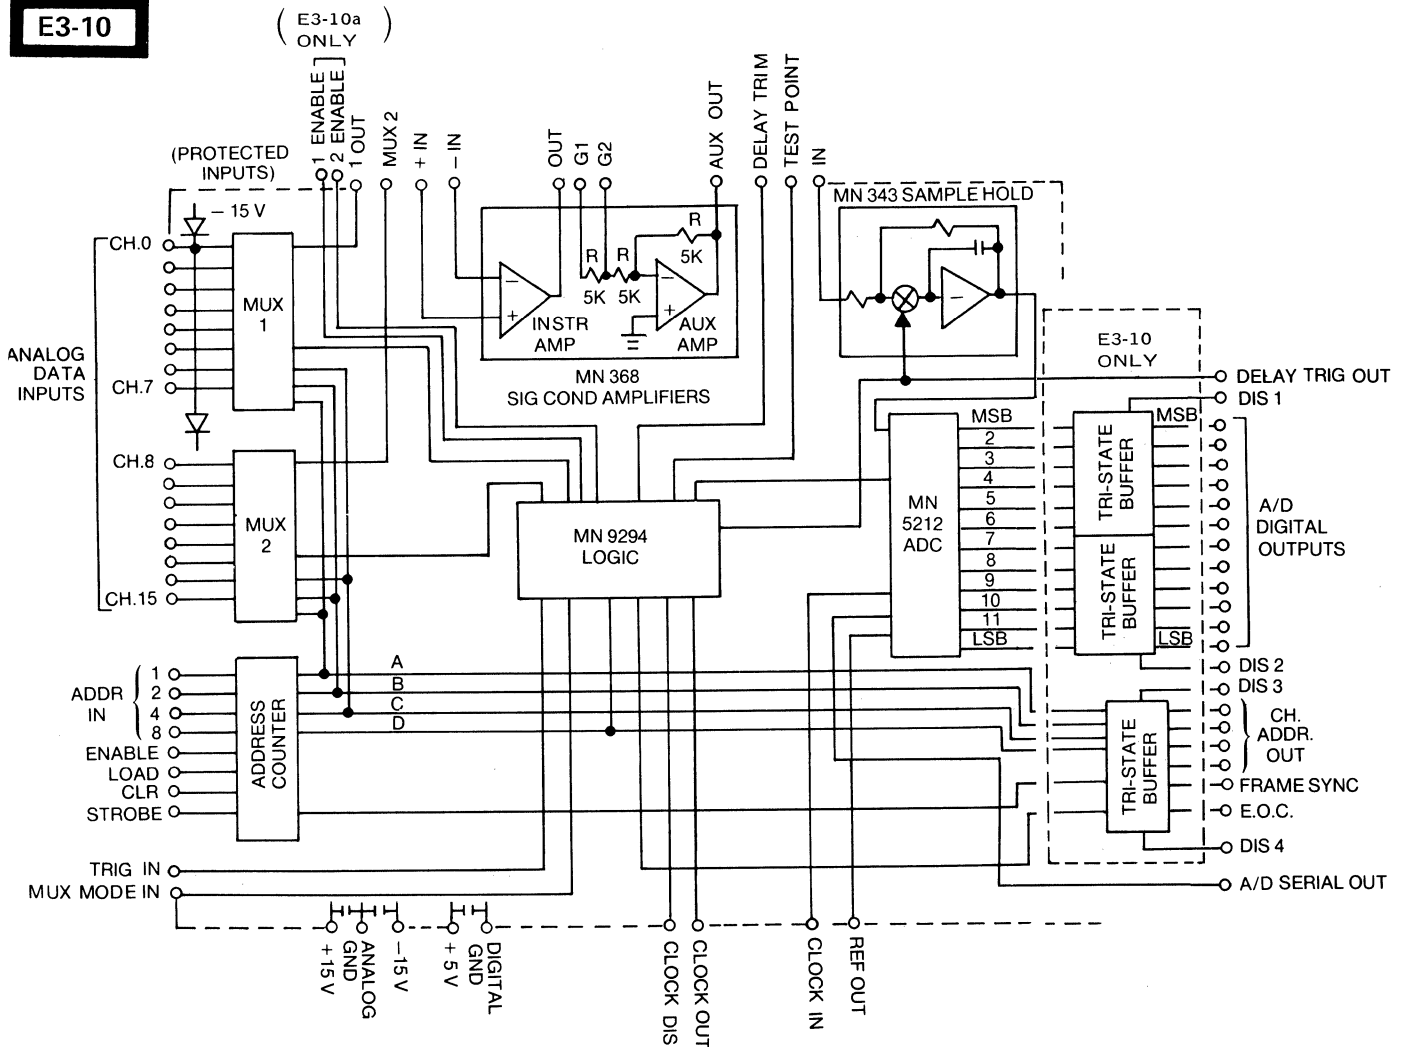 E3-10
( E3-10a )
ONLY
1 ENABLE
2 ENABLE
1 OUT
MUX 2
+ IN
− IN
OUT
G1
G2
AUX OUT
DELAY TRIM
TEST POINT
IN
(PROTECTED
INPUTS)
− 15 V
MN 343 SAMPLE HOLD
CH.0
MUX
1
R
R
R
5K
5K
5K
−
+
−
+
−
INSTR
AMP
AUX
AMP
MN 368
SIG COND AMPLIFIERS
ANALOG
DATA
INPUTS
CH.7
E3-10
ONLY
DELAY TRIG OUT
DIS 1
CH.8
MUX
2
CH.15
MN 9294
LOGIC
MN
5212
ADC
MSB
2
3
4
5
6
7
8
9
10
11
LSB
TRI-STATE
BUFFER
TRI-STATE
BUFFER
MSB
LSB
A/D
DIGITAL
OUTPUTS
DIS 2
DIS 3
ADDR
IN
1
2
4
8
ENABLE
LOAD
CLR
STROBE
ADDRESS
COUNTER
A
B
C
D
TRI-STATE
BUFFER
CH.
ADDR.
OUT
FRAME SYNC
E.O.C.
DIS 4
TRIG IN
MUX MODE IN
A/D SERIAL OUT
+ 15 V
ANALOG
GND
−15 V
+ 5 V
DIGITAL
GND
CLOCK DIS
CLOCK OUT
CLOCK IN
REF OUT